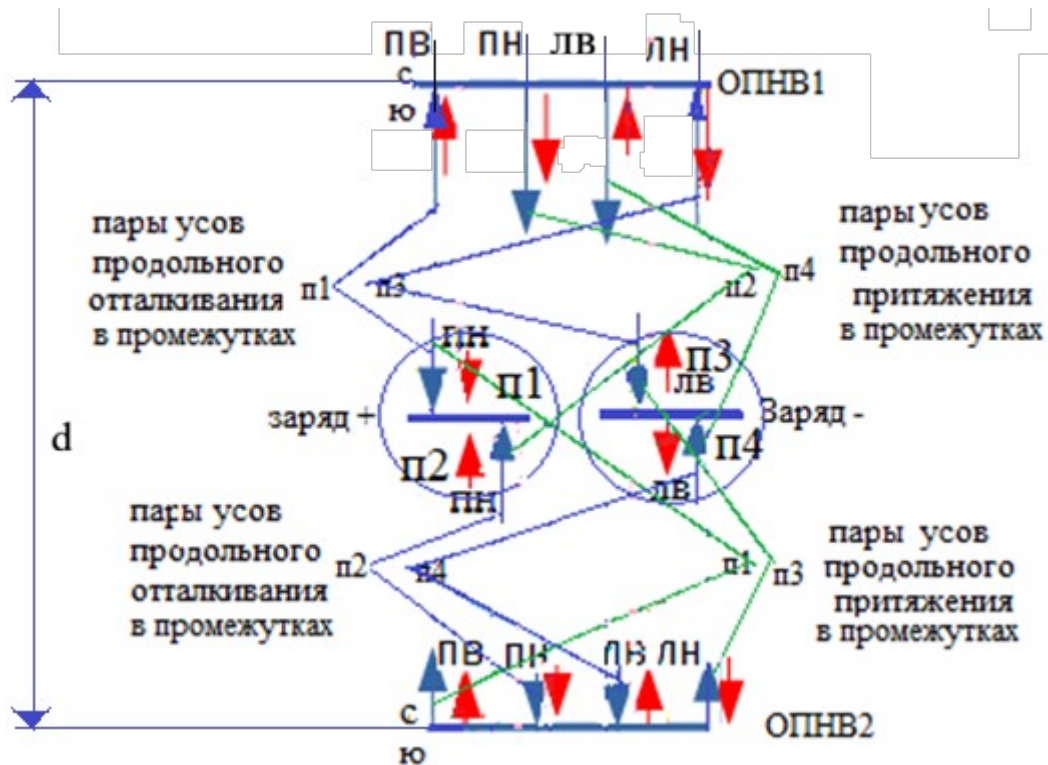 ПВ ПН ЛВ ЛН
с
ю
ОПНВ1
пары усов
продольного
отталкивания
в промежутках
п1
п3
п2
п4
пары усов
продольного
притяжения
в промежутках
d
заряд +
ПН
п1
п2
ПН
п3
ЛВ
п4
ЛВ
Заряд -
пары усов
продольного
отталкивания
в промежутках
п2
п4
п1
п3
пары усов
продольного
притяжения
в промежутках
ПВ ПН ЛВ ЛН
с
ю
ОПНВ2